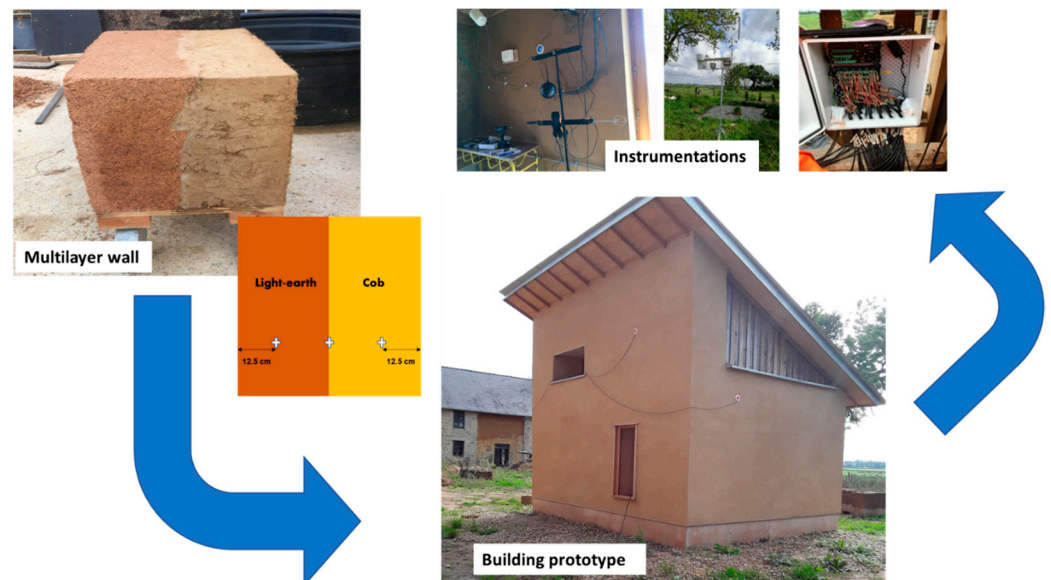 Instrumentations
Multilayer wall
Light-earth
Cob
12.5 cm
12.5 cm
Building prototype